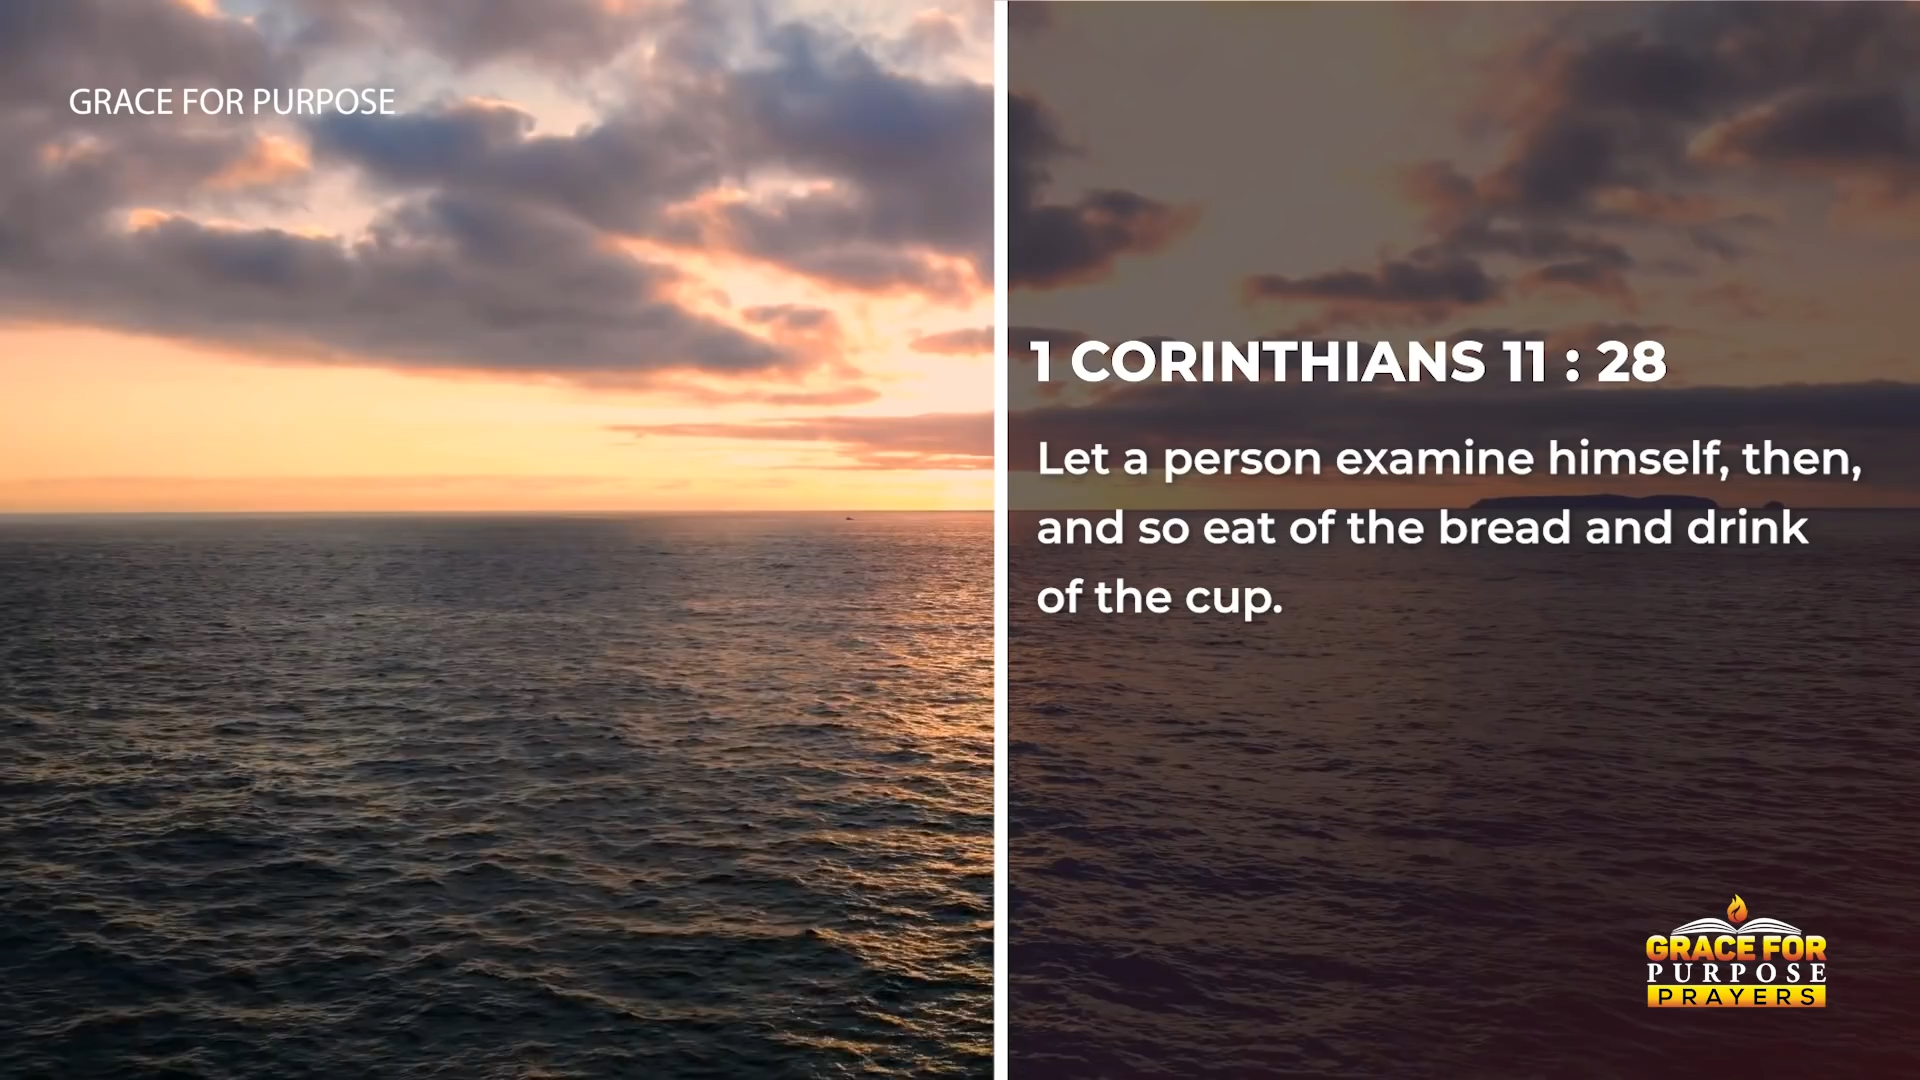 GRACE FOR PURPOSE
1 CORINTHIANS 11 : 28
Let a person examine himself, then,
and so eat of the bread and drink
of the cup.
GRACE FOR
PURPOSE
PRAYERS